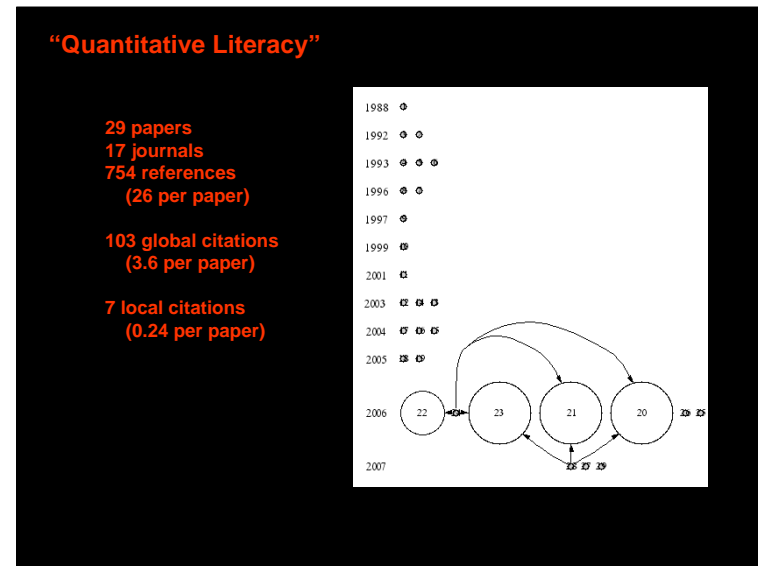 “Quantitative Literacy”
29 papers
17 journals
754 references
(26 per paper)
103 global citations
(3.6 per paper)
7 local citations
(0.24 per paper)
1988
1992
1993
1996
1997
1999
2001
2003
2004
2005
2006 22 23 21 20
2007